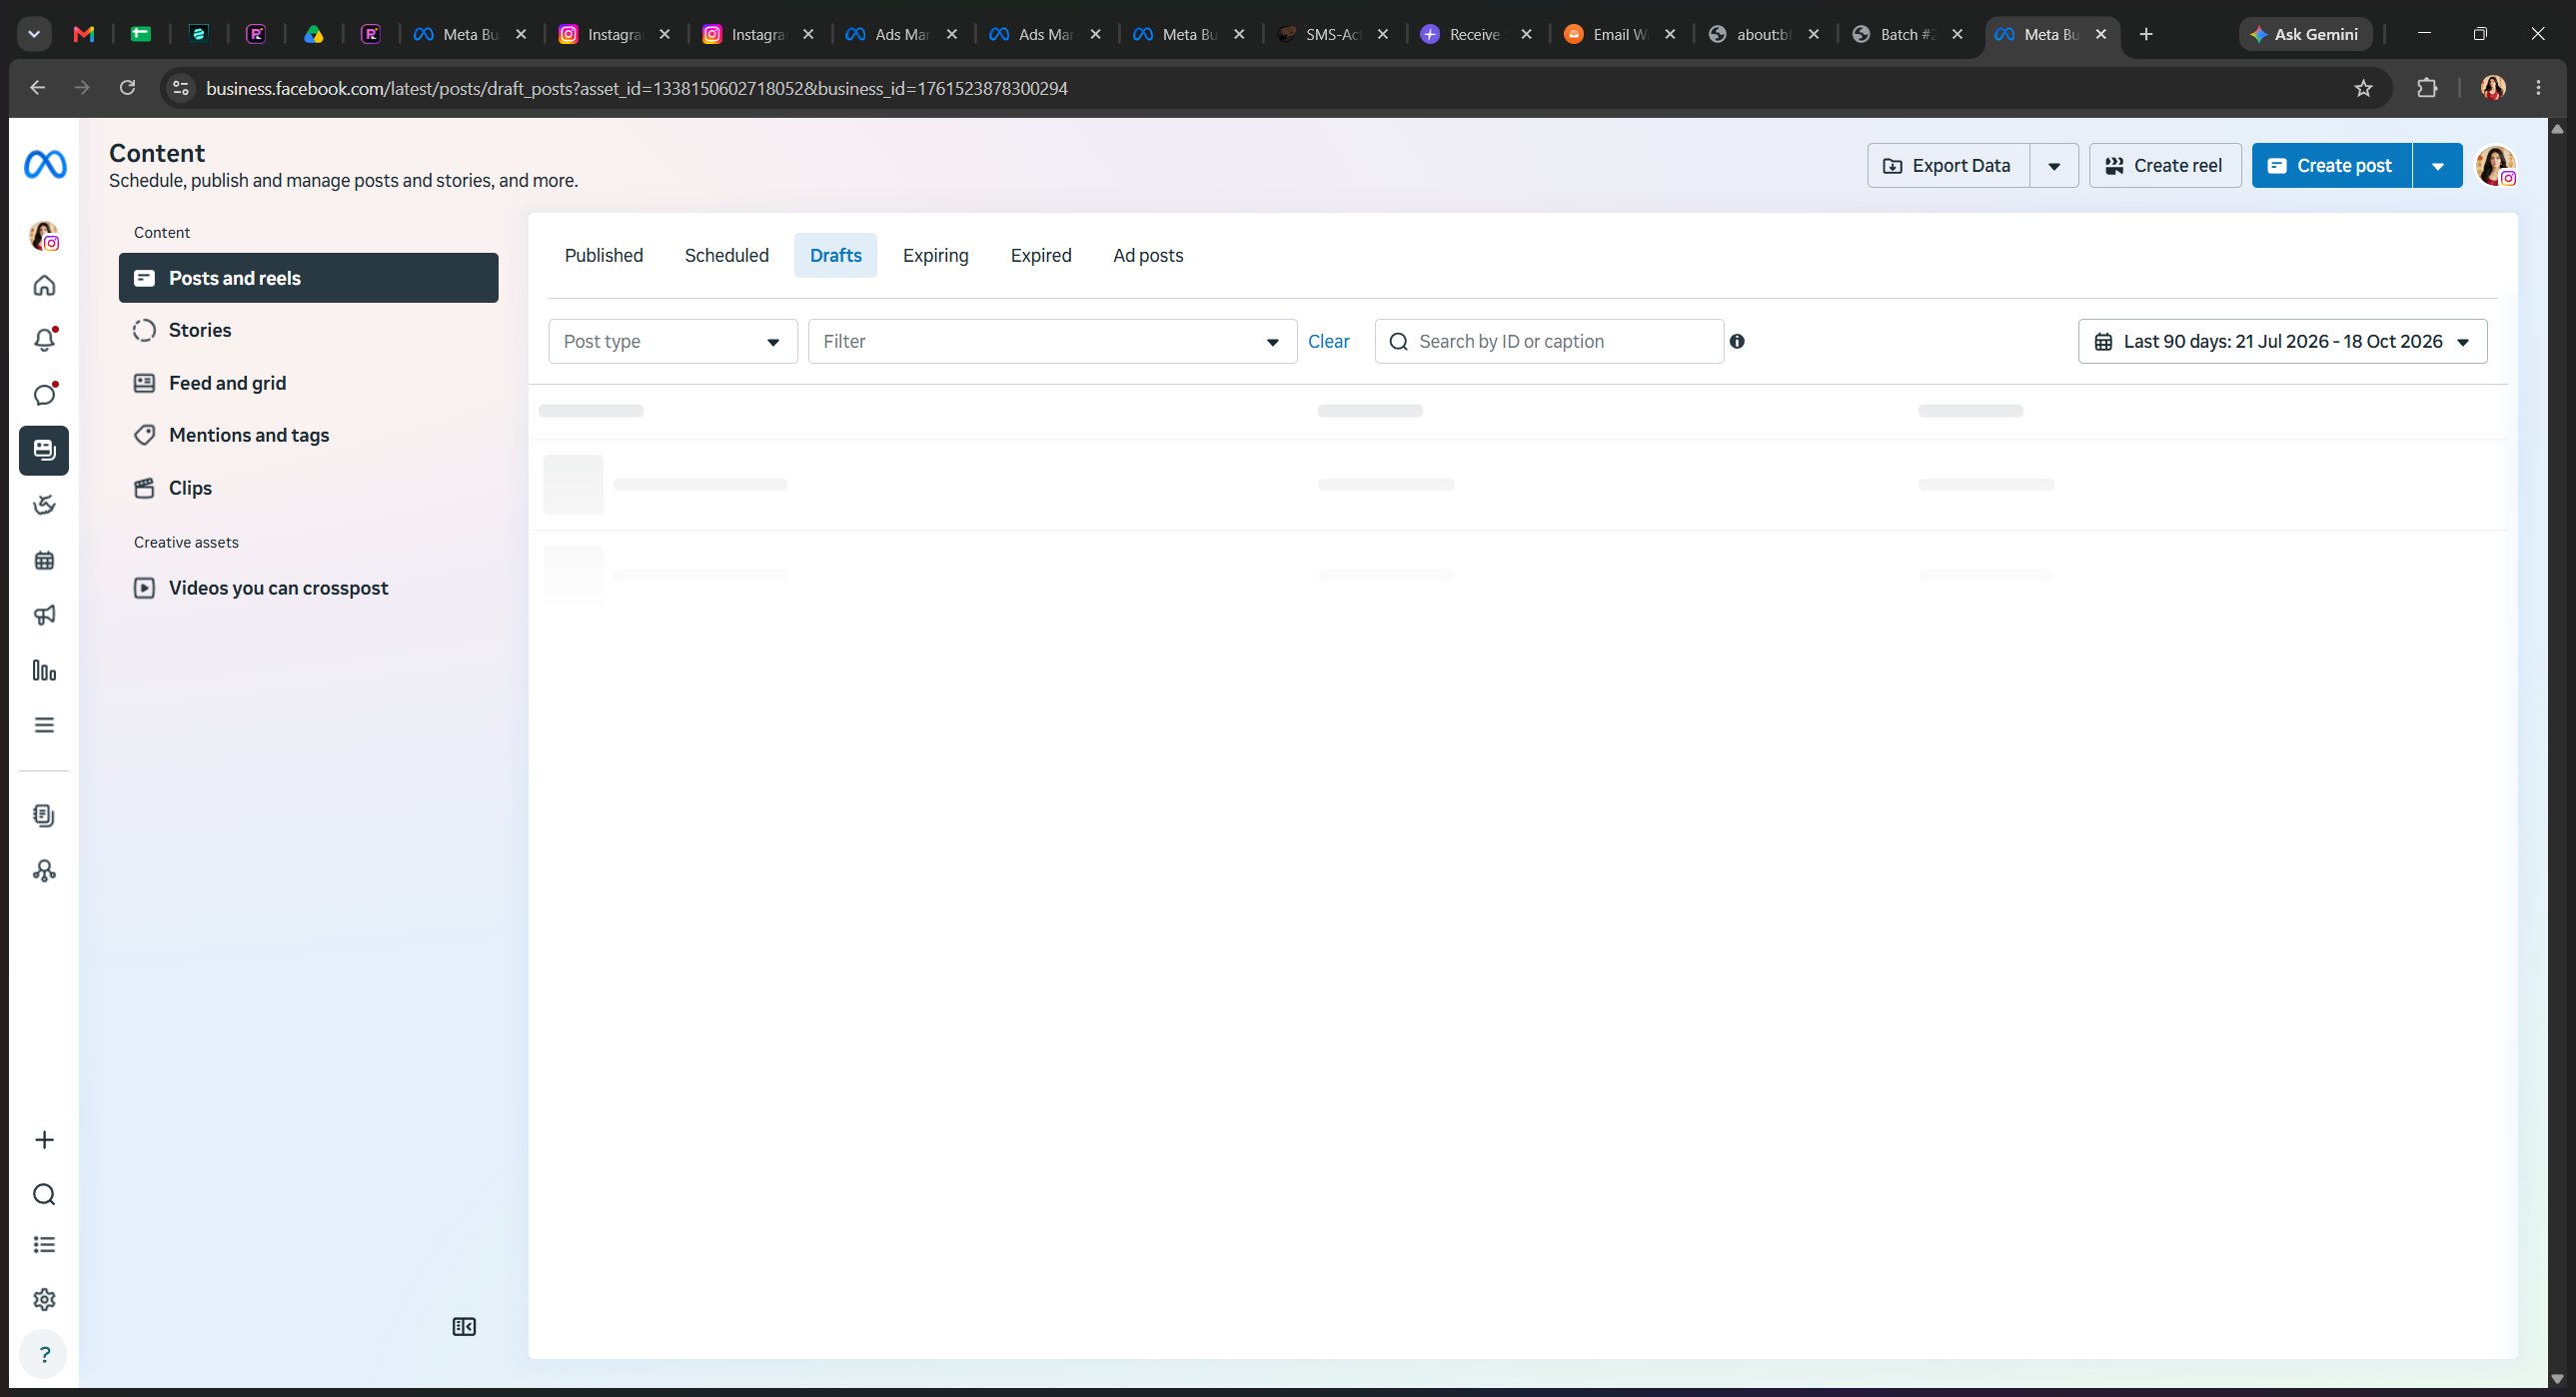 Meta Bu
Instagra
Instagra
Ads Mar
Ads Mar
Meta Bu
SMS-Act
Receive
Email W
about:bl
Batch #2
Meta Bu
Ask Gemini
business.facebook.com/latest/posts/draft_posts?asset_id=1338150602718052&business_id=1761523878300294
Content
Schedule, publish and manage posts and stories, and more.
Export Data
Create reel
Create post
Content
Posts and reels
Stories
Feed and grid
Mentions and tags
Clips
Creative assets
Videos you can crosspost
Published
Scheduled
Drafts
Expiring
Expired
Ad posts
Post type
Filter
Clear
Search by ID or caption
Last 90 days: 21 Jul 2026 - 18 Oct 2026